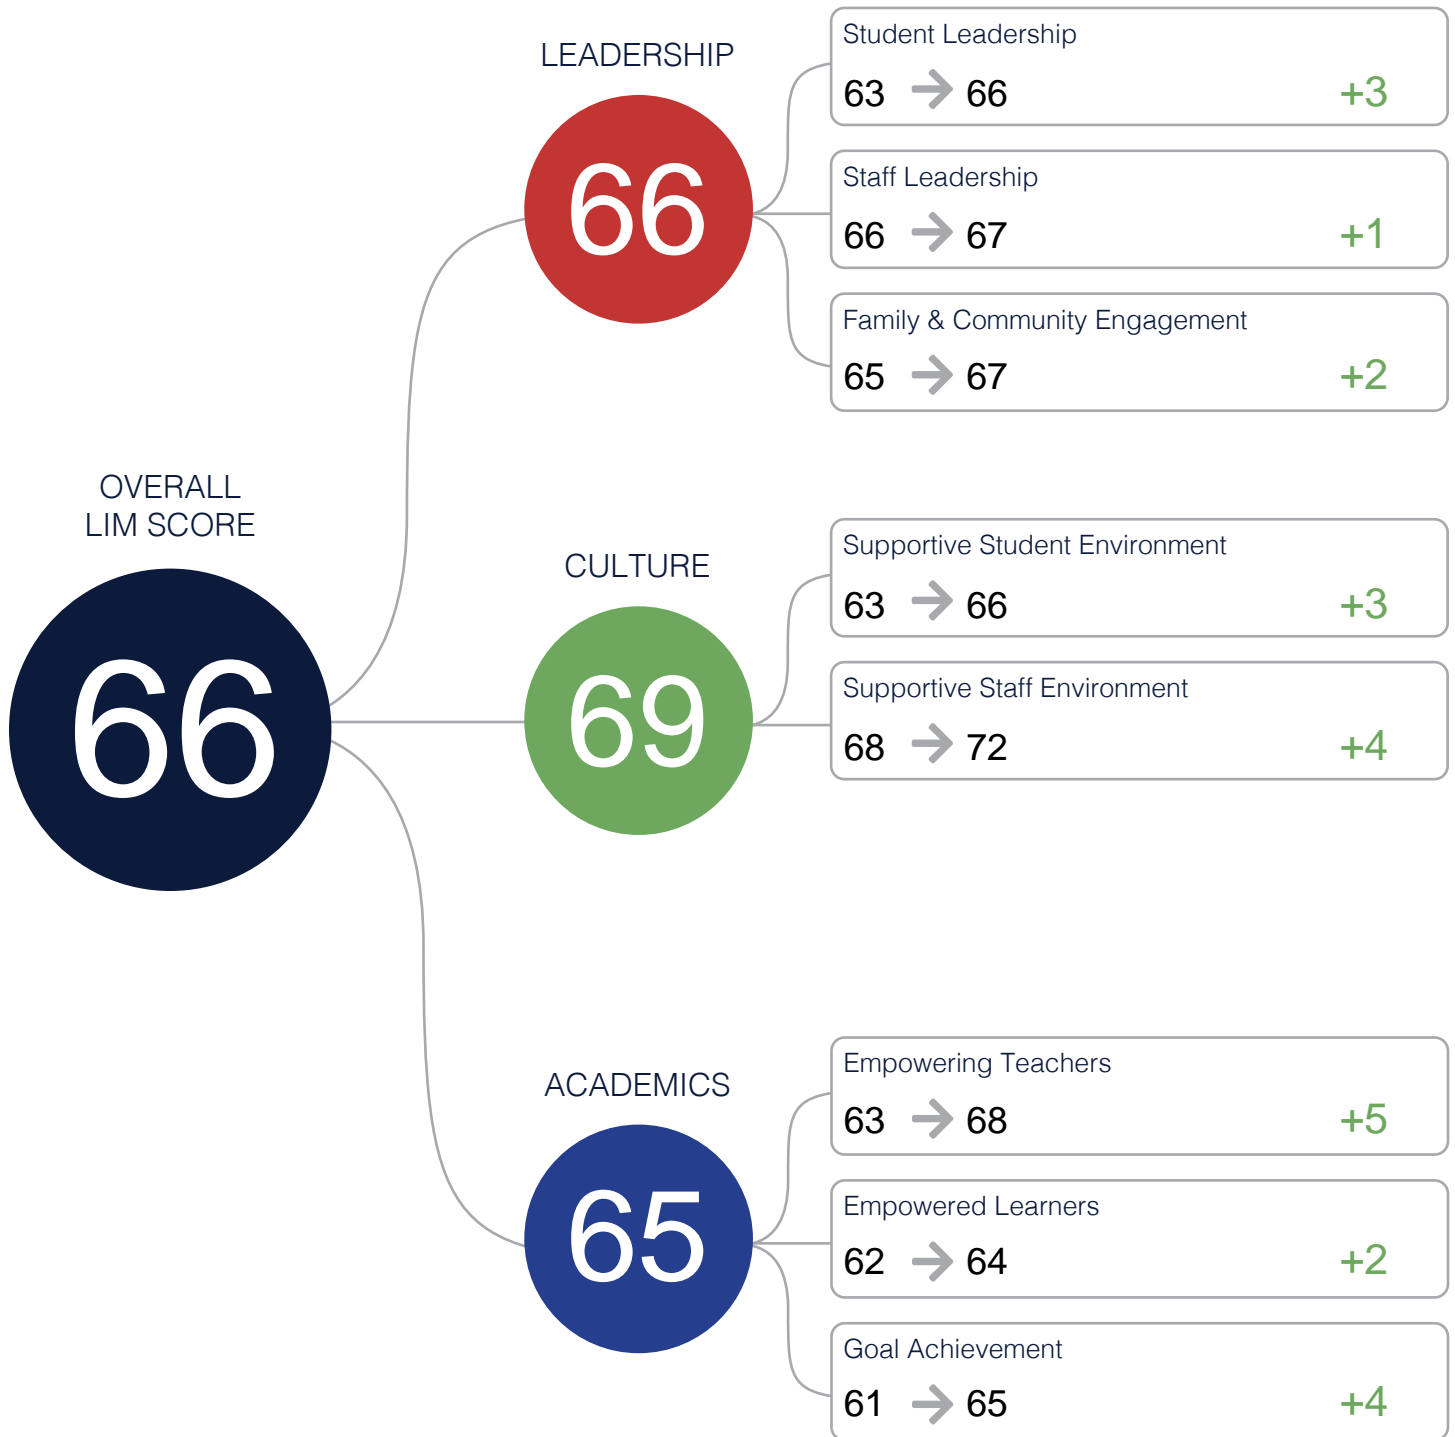 OVERALL
LIM SCORE
66
LEADERSHIP
66
Student Leadership
63 → 66 +3
Staff Leadership
66 → 67 +1
Family & Community Engagement
65 → 67 +2
CULTURE
69
Supportive Student Environment
63 → 66 +3
Supportive Staff Environment
68 → 72 +4
ACADEMICS
65
Empowering Teachers
63 → 68 +5
Empowered Learners
62 → 64 +2
Goal Achievement
61 → 65 +4